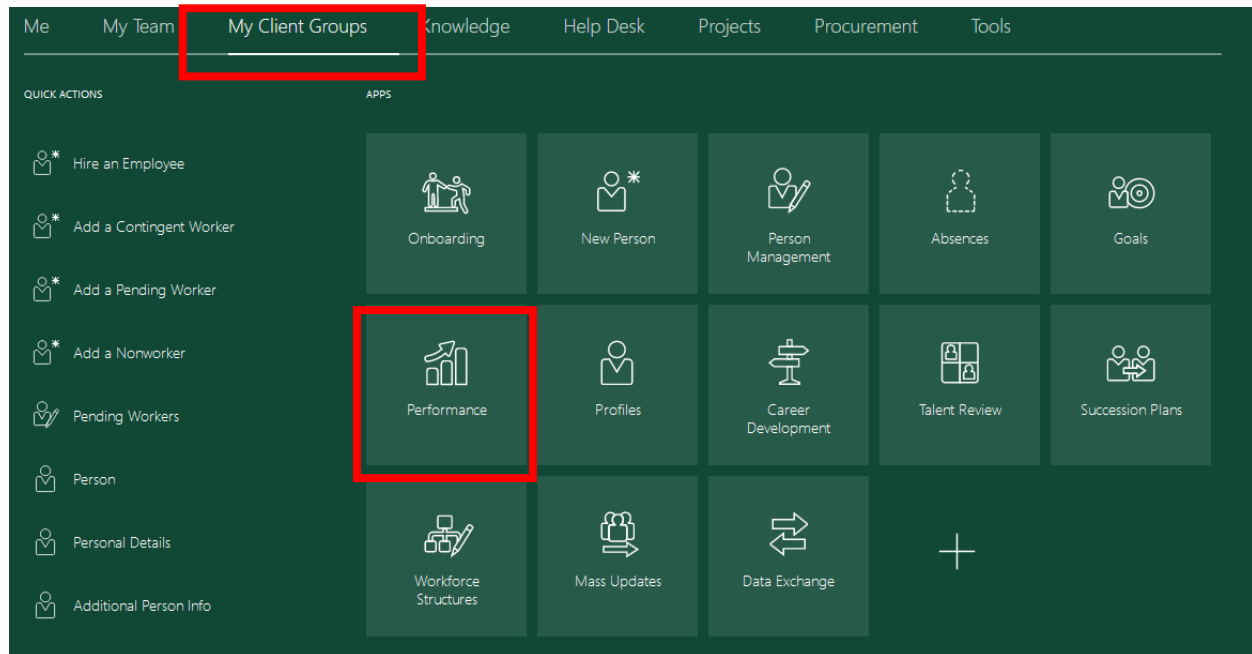 Me My Team My Client Groups Knowledge Help Desk Projects Procurement Tools
QUICK ACTIONS
Hire an Employee
Add a Contingent Worker
Add a Pending Worker
Add a Nonworker
Pending Workers
Person
Personal Details
Additional Person Info
APPS
Onboarding
New Person
Person
Management
Absences
Goals
Performance
Profiles
Career
Development
Talent Review
Succession Plans
Workforce
Structures
Mass Updates
Data Exchange